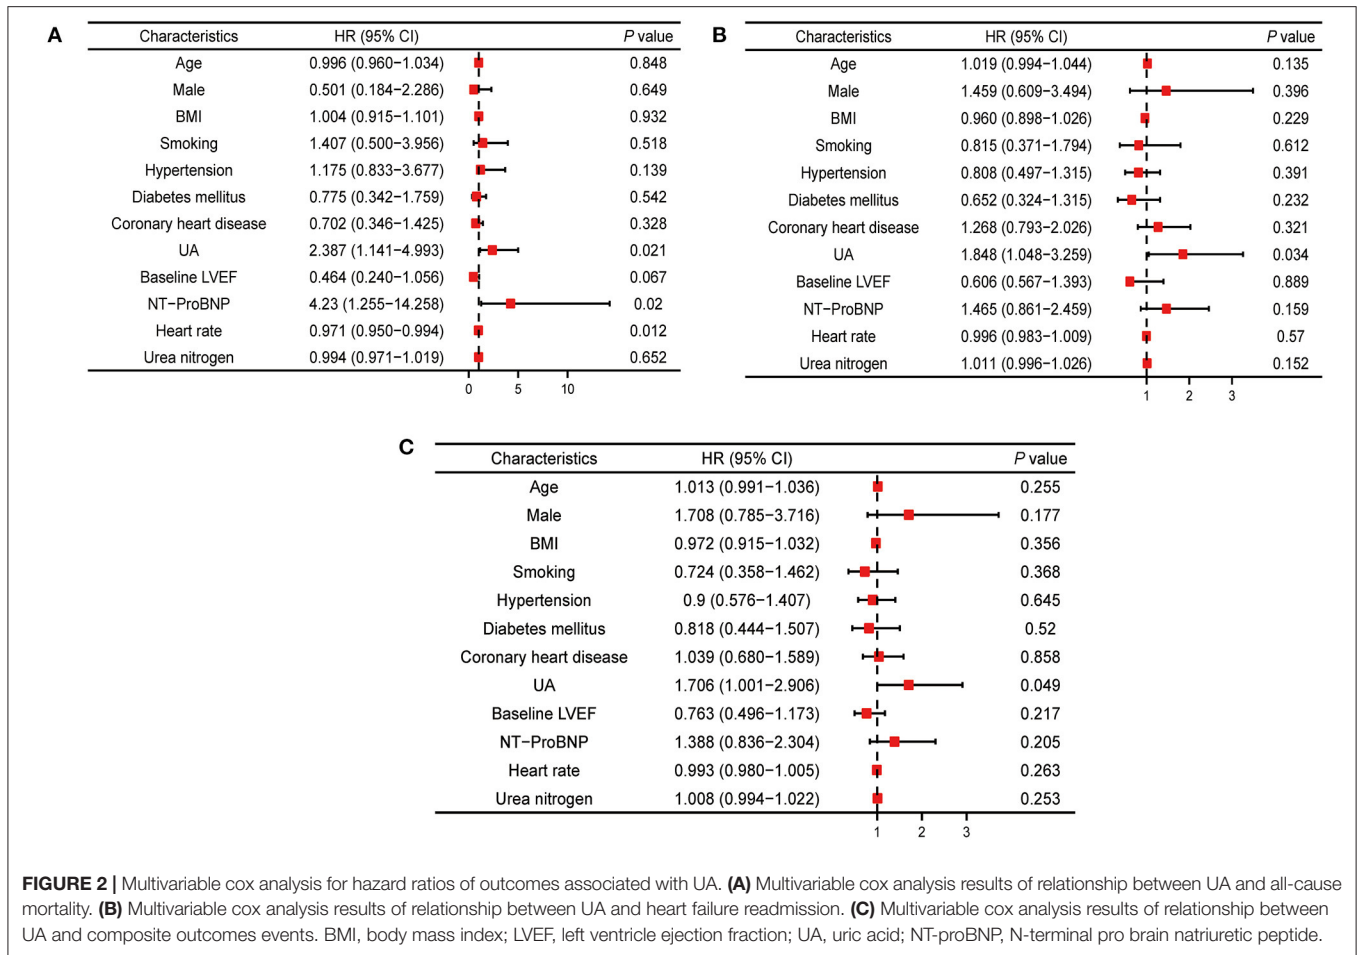 A
Characteristics HR (95% CI) P value
Age 0.996 (0.960−1.034) 0.848
Male 0.501 (0.184−2.286) 0.649
BMI 1.004 (0.915−1.101) 0.932
Smoking 1.407 (0.500−3.956) 0.518
Hypertension 1.175 (0.833−3.677) 0.139
Diabetes mellitus 0.775 (0.342−1.759) 0.542
Coronary heart disease 0.702 (0.346−1.425) 0.328
UA 2.387 (1.141−4.993) 0.021
Baseline LVEF 0.464 (0.240−1.056) 0.067
NT−ProBNP 4.23 (1.255−14.258) 0.02
Heart rate 0.971 (0.950−0.994) 0.012
Urea nitrogen 0.994 (0.971−1.019) 0.652
0 5 10
B
Characteristics HR (95% CI) P value
Age 1.019 (0.994−1.044) 0.135
Male 1.459 (0.609−3.494) 0.396
BMI 0.960 (0.898−1.026) 0.229
Smoking 0.815 (0.371−1.794) 0.612
Hypertension 0.808 (0.497−1.315) 0.391
Diabetes mellitus 0.652 (0.324−1.315) 0.232
Coronary heart disease 1.268 (0.793−2.026) 0.321
UA 1.848 (1.048−3.259) 0.034
Baseline LVEF 0.606 (0.567−1.393) 0.889
NT−ProBNP 1.465 (0.861−2.459) 0.159
Heart rate 0.996 (0.983−1.009) 0.57
Urea nitrogen 1.011 (0.996−1.026) 0.152
1 2 3
C
Characteristics HR (95% CI) P value
Age 1.013 (0.991−1.036) 0.255
Male 1.708 (0.785−3.716) 0.177
BMI 0.972 (0.915−1.032) 0.356
Smoking 0.724 (0.358−1.462) 0.368
Hypertension 0.9 (0.576−1.407) 0.645
Diabetes mellitus 0.818 (0.444−1.507) 0.52
Coronary heart disease 1.039 (0.680−1.589) 0.858
UA 1.706 (1.001−2.906) 0.049
Baseline LVEF 0.763 (0.496−1.173) 0.217
NT−ProBNP 1.388 (0.836−2.304) 0.205
Heart rate 0.993 (0.980−1.005) 0.263
Urea nitrogen 1.008 (0.994−1.022) 0.253
1 2 3
FIGURE 2 | Multivariable cox analysis for hazard ratios of outcomes associated with UA. (A) Multivariable cox analysis results of relationship between UA and all-cause
mortality. (B) Multivariable cox analysis results of relationship between UA and heart failure readmission. (C) Multivariable cox analysis results of relationship between
UA and composite outcomes events. BMI, body mass index; LVEF, left ventricle ejection fraction; UA, uric acid; NT-proBNP, N-terminal pro brain natriuretic peptide.